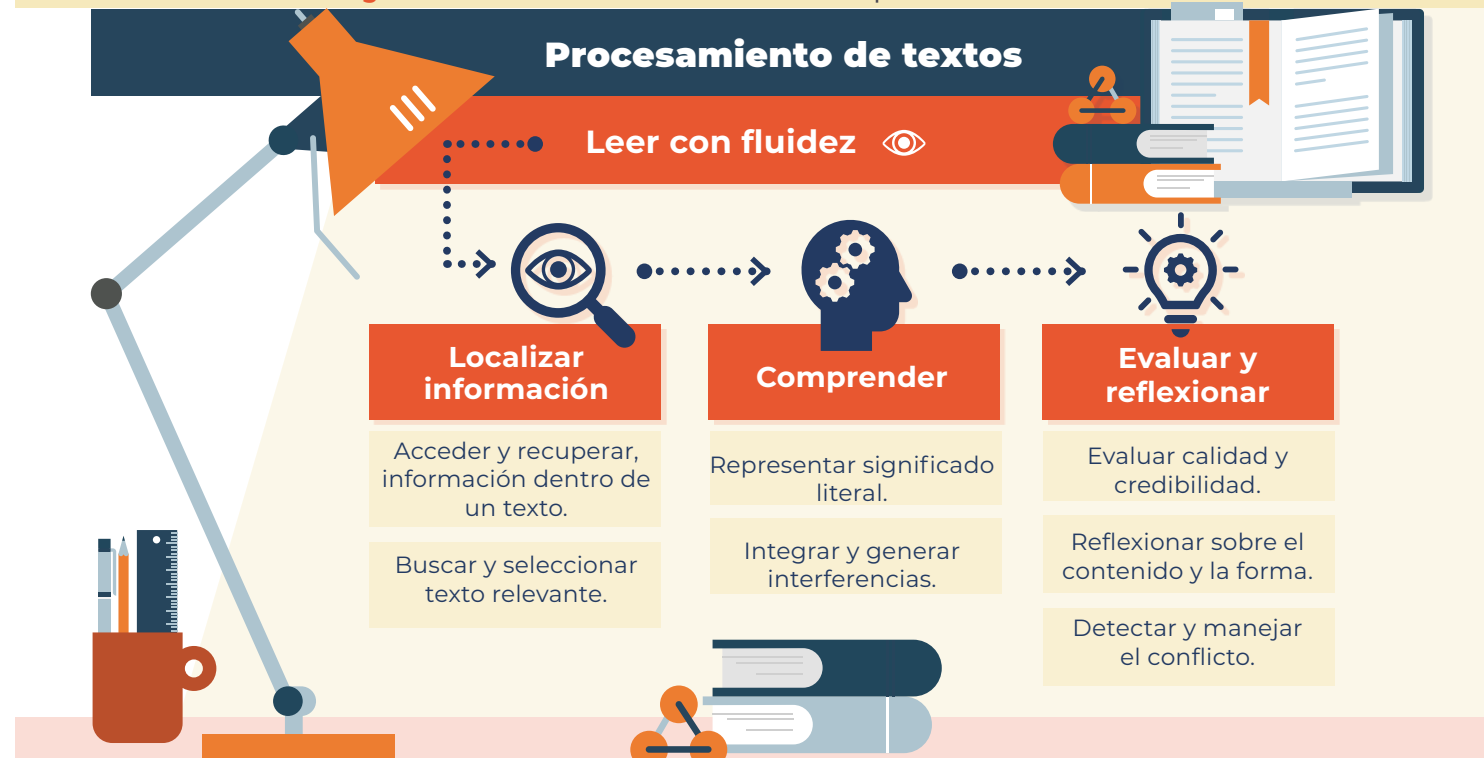 Procesamiento de textos
Leer con fluidez
Localizar
información
Acceder y recuperar,
información dentro de
un texto.
Buscar y seleccionar
texto relevante.
Comprender
Representar significado
literal.
Integrar y generar
interferencias.
Evaluar y
reflexionar
Evaluar calidad y
credibilidad.
Reflexionar sobre el
contenido y la forma.
Detectar y manejar
el conflicto.